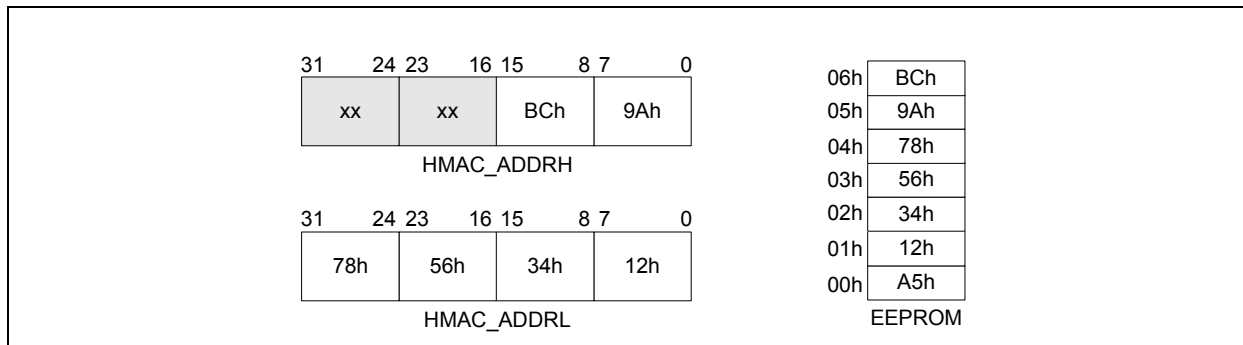 31 24 23 16 15 8 7 0
xx xx BCh 9Ah
HMAC_ADDRH
31 24 23 16 15 8 7 0
78h 56h 34h 12h
HMAC_ADDRL
06h BCh
05h 9Ah
04h 78h
03h 56h
02h 34h
01h 12h
00h A5h
EEPROM